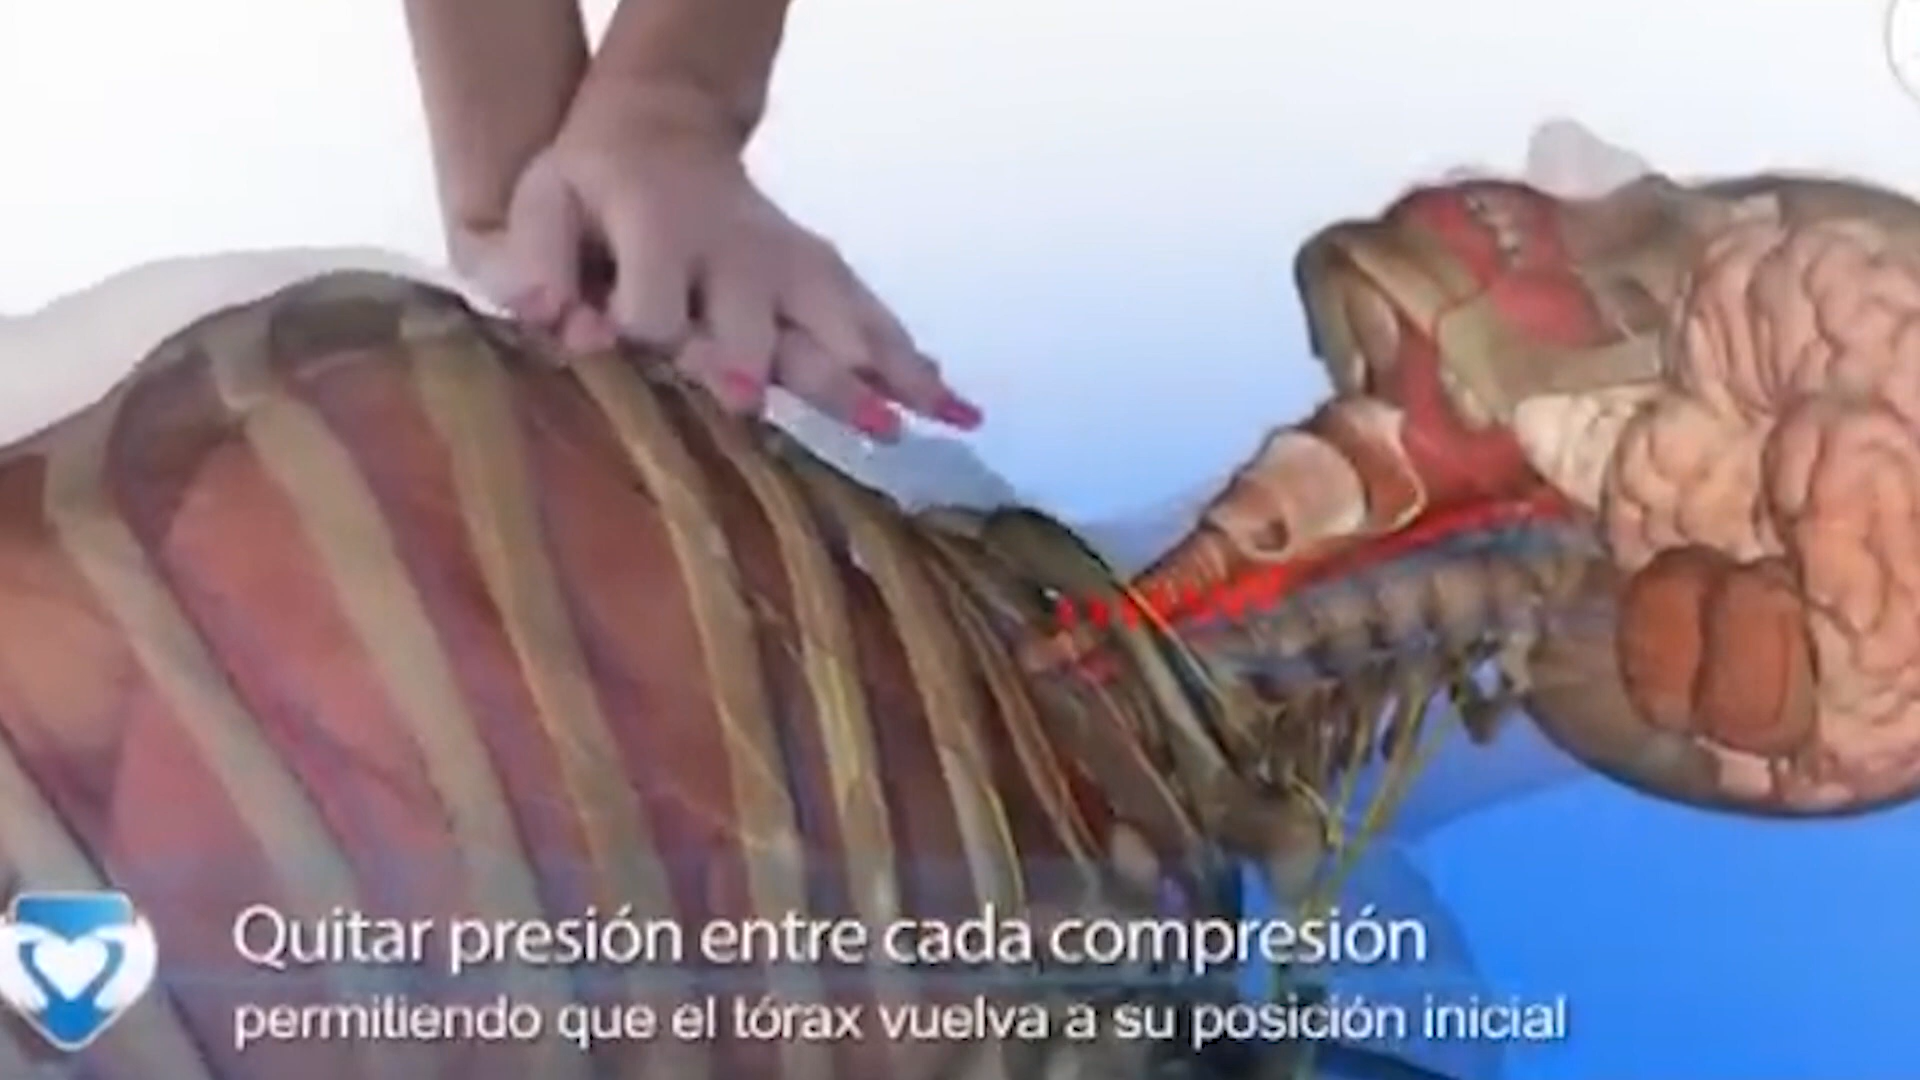 Quitar presión entre cada compresión
permitiendo que el tórax vuelva a su posición inicial